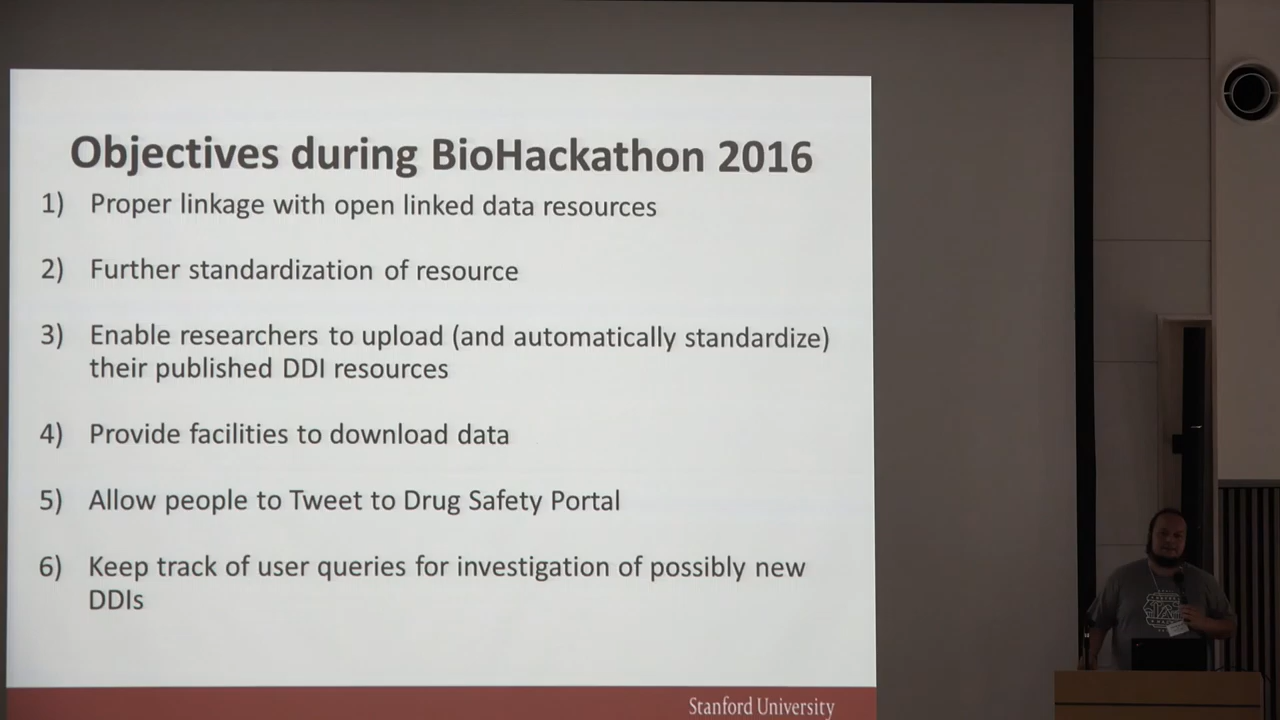 Objectives during BioHackathon 2016
1) Proper linkage with open linked data resources
2) Further standardization of resource
3) Enable researchers to upload (and automatically standardize)
their published DDI resources
4) Provide facilities to download data
5) Allow people to Tweet to Drug Safety Portal
6) Keep track of user queries for investigation of possibly new
DDIs
Stanford University